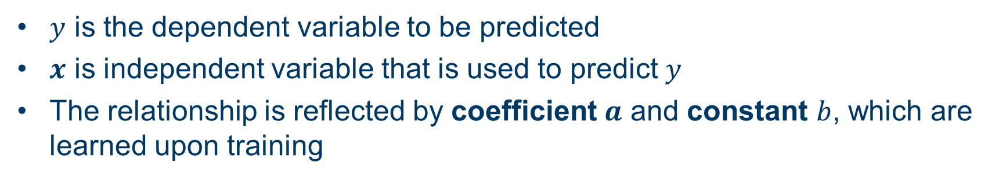 • y is the dependent variable to be predicted
• x is independent variable that is used to predict y
• The relationship is reflected by coefficient a and constant b, which are
learned upon training